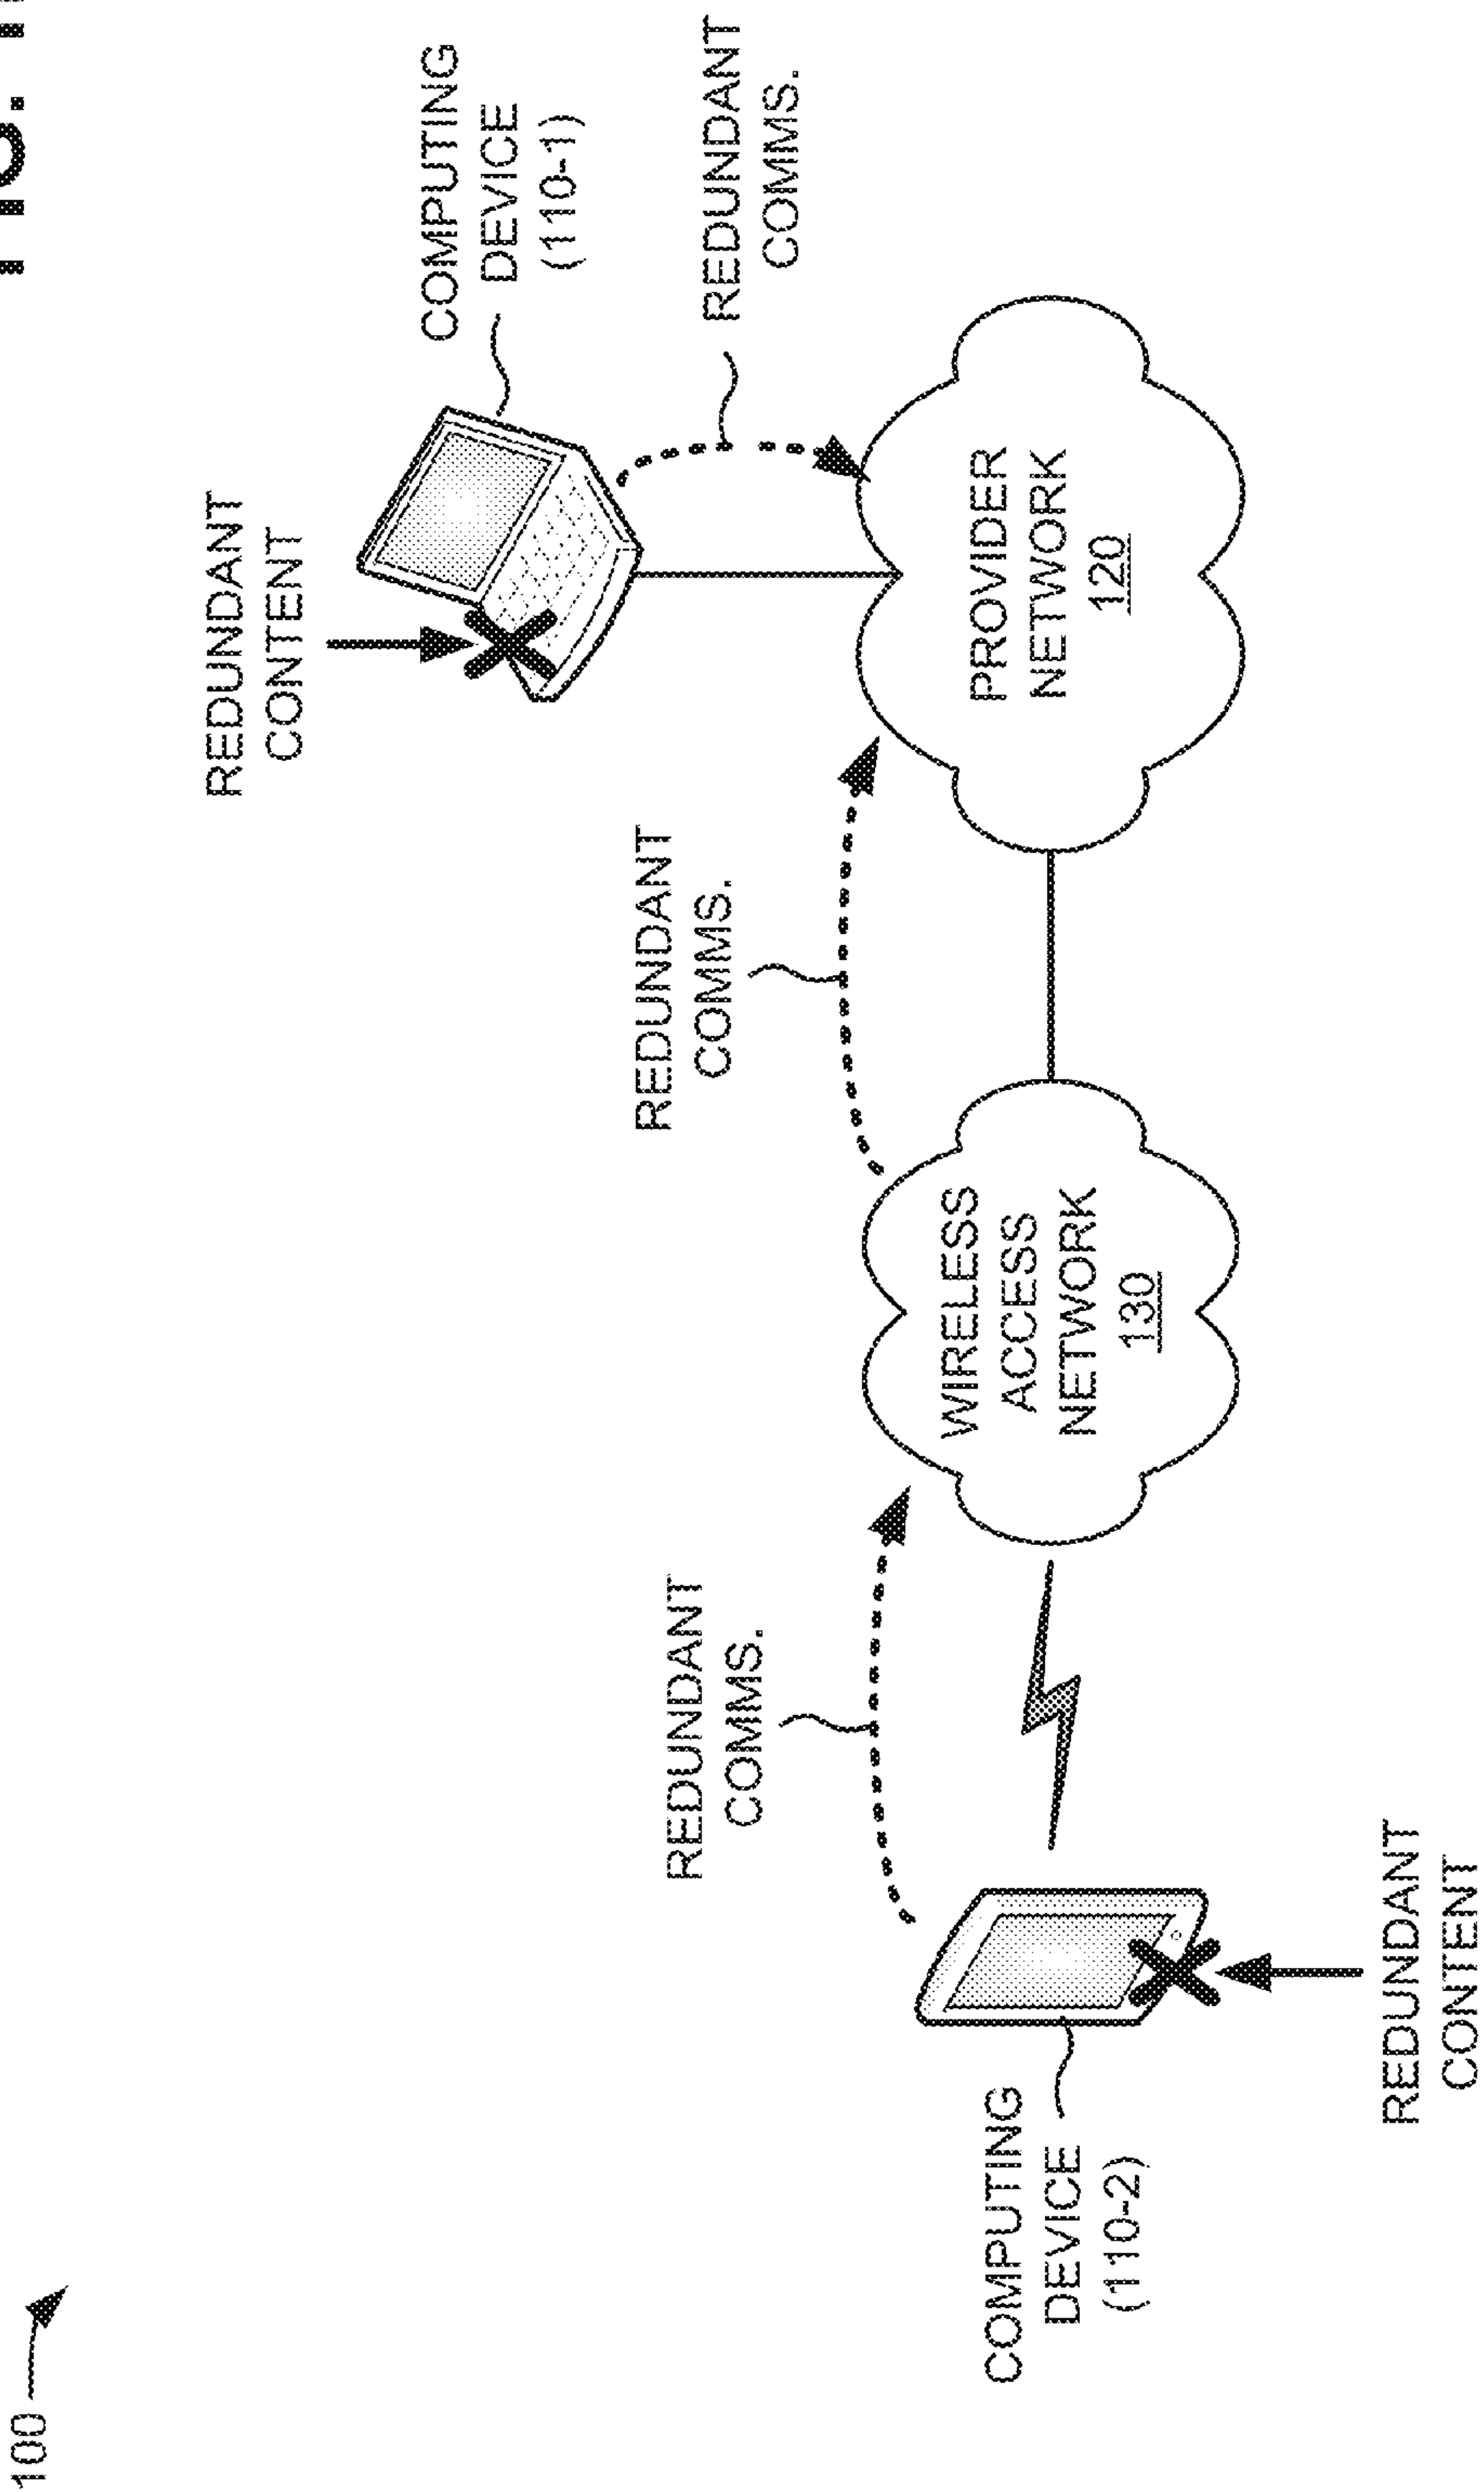 100
REDUNDANT
CONTENT
COMPUTING
DEVICE
(110-1)
REDUNDANT
COMMS.
REDUNDANT
COMMS.
REDUNDANT
COMMS.
WIRELESS
ACCESS
NETWORK
130
PROVIDER
NETWORK
120
COMPUTING
DEVICE
(110-2)
REDUNDANT
CONTENT